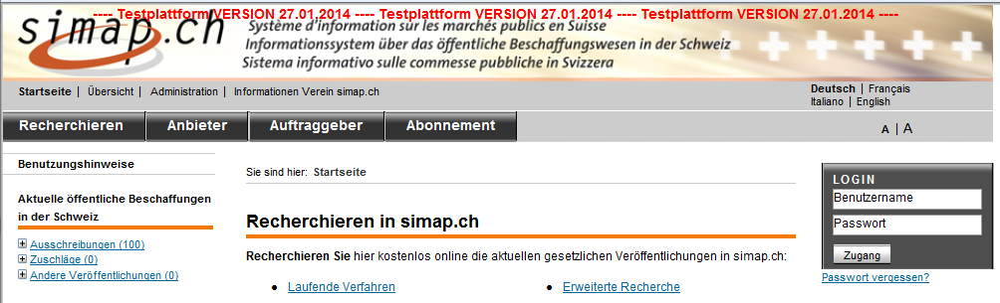 ---- Testplattform VERSION 27.01.2014 ---- Testplattform VERSION 27.01.2014 ---- Testplattform VERSION 27.01.2014 ----
simap.ch
Système d'information sur les marchés publics en Suisse
Informationssystem über das öffentliche Beschaffungswesen in der Schweiz
Sistema informativo sulle commesse pubbliche in Svizzera
Startseite | Übersicht | Administration | Informationen Verein simap.ch
Deutsch | Français
Italiano | English
Recherchieren Anbieter Auftraggeber Abonnement
A | A
Benutzungshinweise
Aktuelle öffentliche Beschaffungen
in der Schweiz
Ausschreibungen (100)
Zuschläge (0)
Andere Veröffentlichungen (0)
Sie sind hier: Startseite
Recherchieren in simap.ch
Recherchieren Sie hier kostenlos online die aktuellen gesetzlichen Veröffentlichungen in simap.ch:
• Laufende Verfahren • Erweiterte Recherche
LOGIN
Benutzername
Passwort
Zugang
Passwort vergessen?